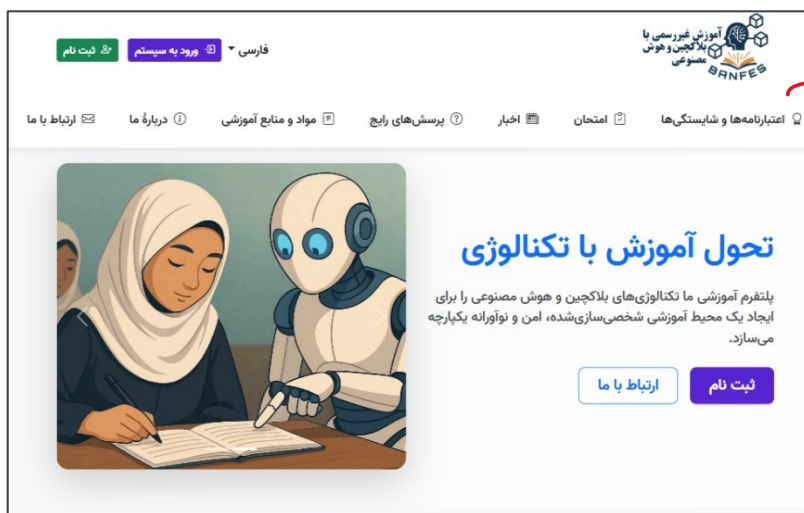 آموزش غیررسمی با
بلاکچین و هوش
مصنوعی
BANFES
فارسی
ورود به سیستم
ثبت نام
اعتبارنامه‌ها و شایستگی‌ها
امتحان
اخبار
پرسش‌های رایج
مواد و منابع آموزشی
دربارهٔ ما
ارتباط با ما
تحول آموزش با تکنالوژی
پلتفرم آموزشی ما تکنالوژی‌های بلاکچین و هوش مصنوعی را برای
ایجاد یک محیط آموزشی شخصی‌سازی‌شده، امن و نوآورانه یکپارچه
می‌سازد.
ثبت نام
ارتباط با ما